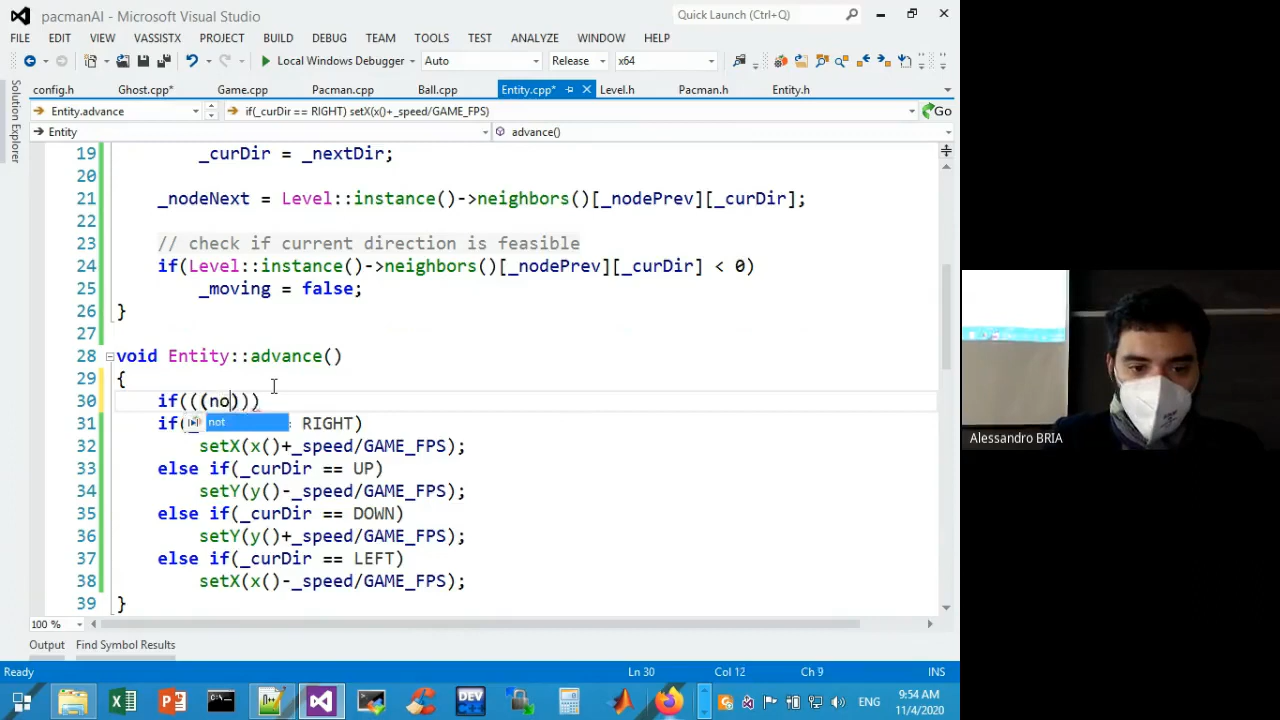 pacmanAI - Microsoft Visual Studio
Quick Launch (Ctrl+Q)
FILE EDIT VIEW VASSISTX PROJECT BUILD DEBUG TEAM TOOLS TEST ANALYZE WINDOW HELP
Local Windows Debugger Auto Release x64
config.h Ghost.cpp* Game.cpp Pacman.cpp Ball.cpp Entity.cpp* Level.h Pacman.h Entity.h
Entity.advance if(_curDir == RIGHT) setX(x()+_speed/GAME_FPS) Go
Entity advance()
Solution Explorer
19 _curDir = _nextDir;
20
21 _nodeNext = Level::instance()->neighbors()[_nodePrev][_curDir];
22
23 // check if current direction is feasible
24 if(Level::instance()->neighbors()[_nodePrev][_curDir] < 0)
25 _moving = false;
26 }
27
28 void Entity::advance()
29 {
30 if(((no)))
not
31 if( RIGHT)
32 setX(x()+_speed/GAME_FPS);
33 else if(_curDir == UP)
34 setY(y()-_speed/GAME_FPS);
35 else if(_curDir == DOWN)
36 setY(y()+_speed/GAME_FPS);
37 else if(_curDir == LEFT)
38 setX(x()-_speed/GAME_FPS);
39 }
100 %
Output Find Symbol Results
Ready Ln 30 Col 12 Ch 9 INS
DEV ENG 9:54 AM
11/4/2020
Alessandro BRIA